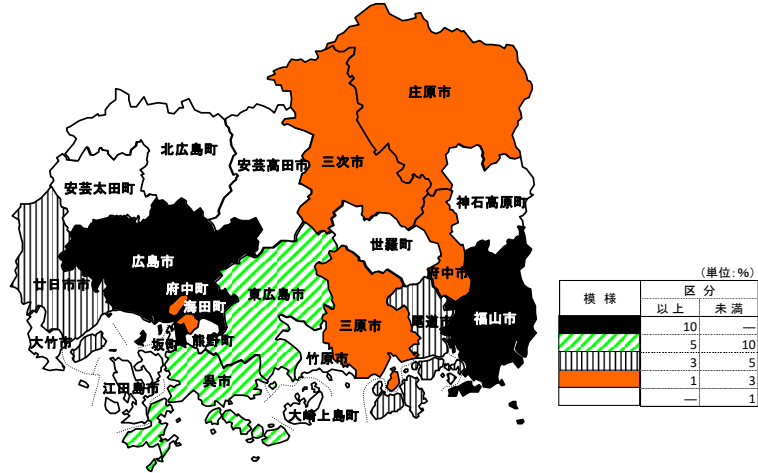 庄原市
北広島町
安芸高田市
三次市
安芸太田町
神石高原町
世羅町
広島市
府中市
廿日市市
府中町
東広島市
海田町
福山市
尾道市
三原市
大竹市
坂町
熊野町
竹原市
呉市
江田島市
大崎上島町
(単位:%)
模 様 区 分
以 上 未 満
10 ―
5 10
3 5
1 3
― 1